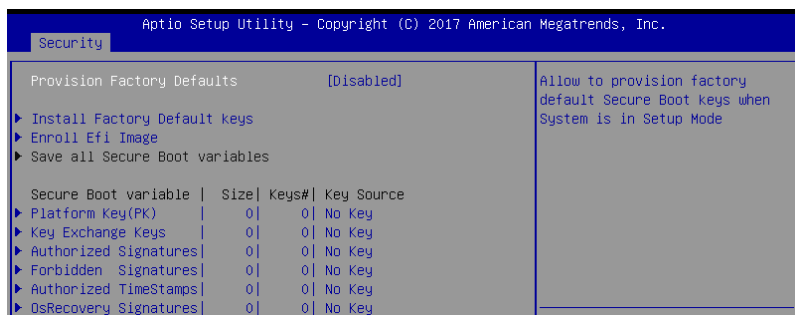 Aptio Setup Utility – Copyright (C) 2017 American Megatrends, Inc.
Security
Provision Factory Defaults [Disabled]
Install Factory Default keys
Enroll Efi Image
Save all Secure Boot variables
Secure Boot variable | Size| Keys#| Key Source
Platform Key(PK) | 0| 0| No Key
Key Exchange Keys | 0| 0| No Key
Authorized Signatures| 0| 0| No Key
Forbidden Signatures| 0| 0| No Key
Authorized TimeStamps| 0| 0| No Key
OsRecovery Signatures| 0| 0| No Key
Allow to provision factory
default Secure Boot keys when
System is in Setup Mode